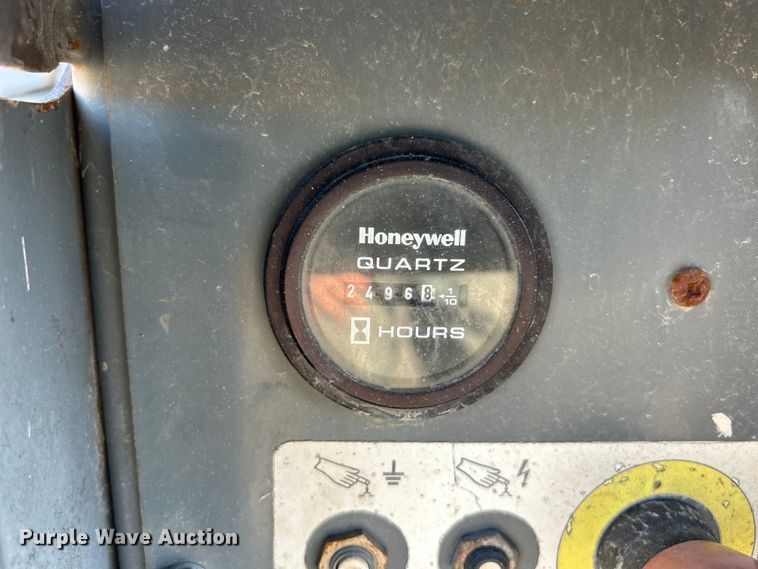 Honeywell
QUARTZ
24968 1/10
HOURS
Purple Wave Auction